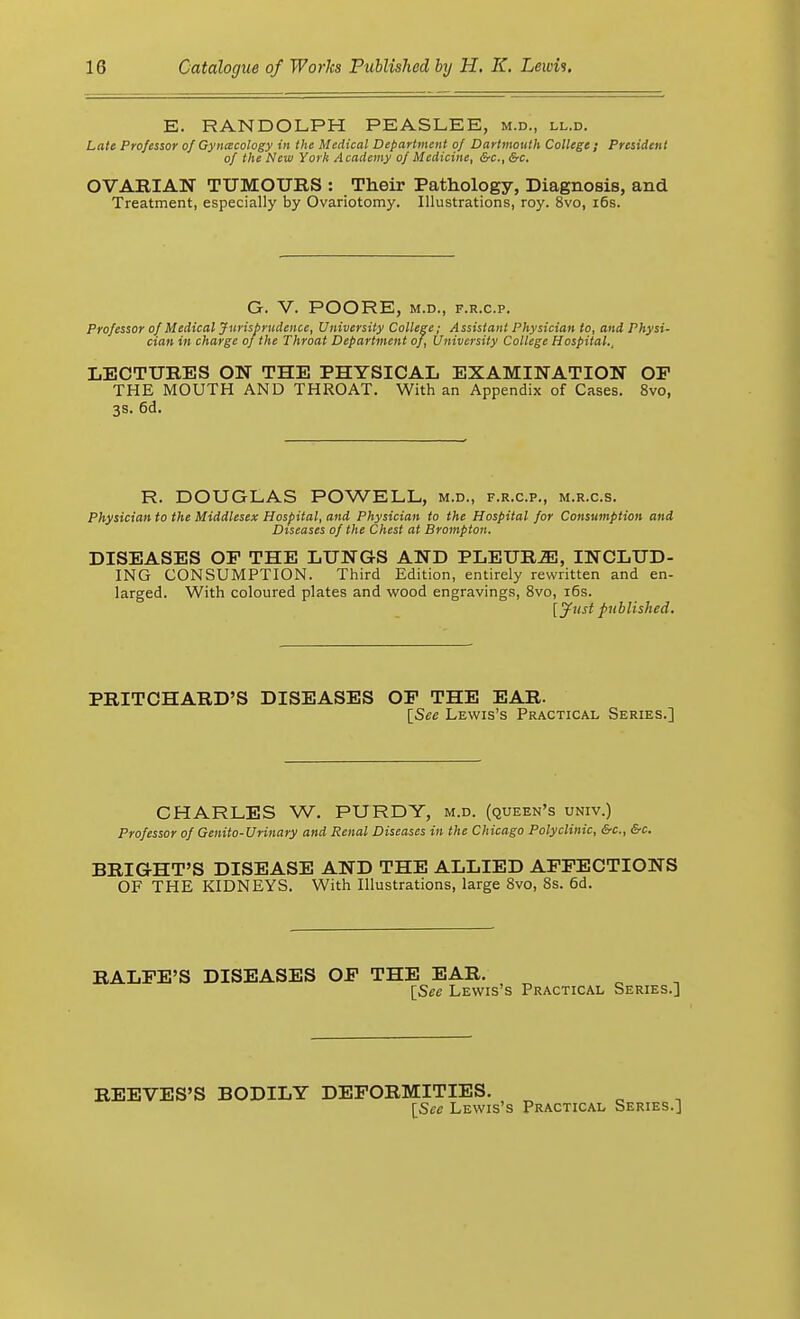 16 Catalogue of Works Published by H. K. Lewis.
E. RANDOLPH PEASLEE, M.D., LL.D.
Late Professor of Gynæcology in the Medical Department of Dartmouth College; President
of the New York Academy of Medicine, &c., &c.
OVARIAN TUMOURS : Their Pathology, Diagnosis, and
Treatment, especially by Ovariotomy. Illustrations, roy. 8vo, 16s.
G. V. POORE, M.D., F.R.C.P.
Professor of Medical Jurisprudence, University College; Assistant Physician to, and Physi-
cian in charge of the Throat Department of, University College Hospital.
LECTURES ON THE PHYSICAL EXAMINATION OF
THE MOUTH AND THROAT. With an Appendix of Cases. 8vo,
3s. 6d.
R. DOUGLAS POWELL, M.D., F.R.C.P., M.R.C.S.
Physician to the Middlesex Hospital, and Physician to the Hospital for Consumption and
Diseases of the Chest at Brompton.
DISEASES OF THE LUNGS AND PLEURÆ, INCLUD-
ING CONSUMPTION. Third Edition, entirely rewritten and en-
larged. With coloured plates and wood engravings, 8vo, 16s.
[Just published.
PRITCHARD'S DISEASES OF THE EAR.
[See LEWIS'S PRACTICAL SERIES.]
CHARLES W. PURDY, M.D. (QUEEN'S UNIV.)
Professor of Genito-Urinary and Renal Diseases in the Chicago Polyclinic, &c., &c.
BRIGHT'S DISEASE AND THE ALLIED AFFECTIONS
OF THE KIDNEYS. With Illustrations, large 8vo, 8s. 6d.
RALFE'S DISEASES OF THE EAR.
[See LEWIS'S PRACTICAL SERIES.]
REEVES'S BODILY DEFORMITIES.
[See LEWIS'S PRACTICAL SERIES.]